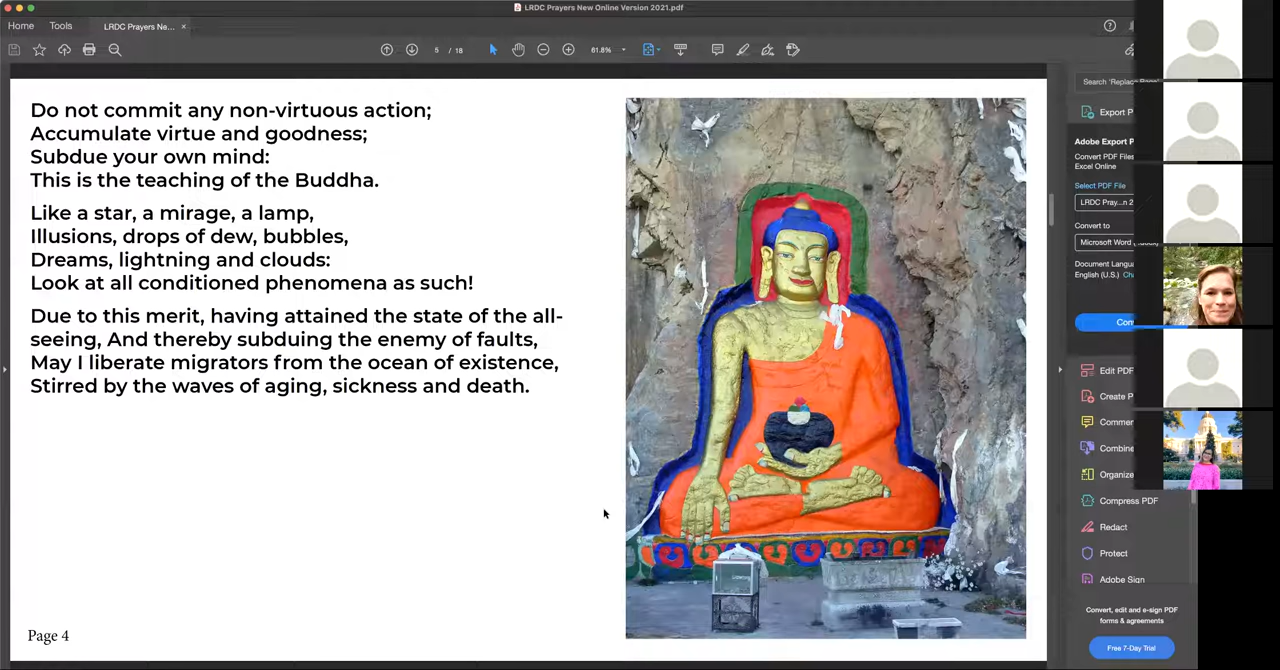 LRDC Prayers New Online Version 2021.pdf
Home
Tools
LRDC Prayers Ne...
×
5 / 18
61.8%
Do not commit any non-virtuous action;
Accumulate virtue and goodness;
Subdue your own mind:
This is the teaching of the Buddha.
Like a star, a mirage, a lamp,
Illusions, drops of dew, bubbles,
Dreams, lightning and clouds:
Look at all conditioned phenomena as such!
Due to this merit, having attained the state of the all-
seeing, And thereby subduing the enemy of faults,
May I liberate migrators from the ocean of existence,
Stirred by the waves of aging, sickness and death.
Page 4
Search 'Replace Page'
Export P
Adobe Export P
Convert PDF Files
Excel Online
Select PDF File
LRDC Pray...n 2
Convert to
Microsoft Word
Document Langua
English (U.S.) Ch
Con
Edit PDF
Create P
Commen
Combine
Organize
Compress PDF
Redact
Protect
Adobe Sign
Convert, edit and e-sign PDF
forms & agreements
Free 7-Day Trial